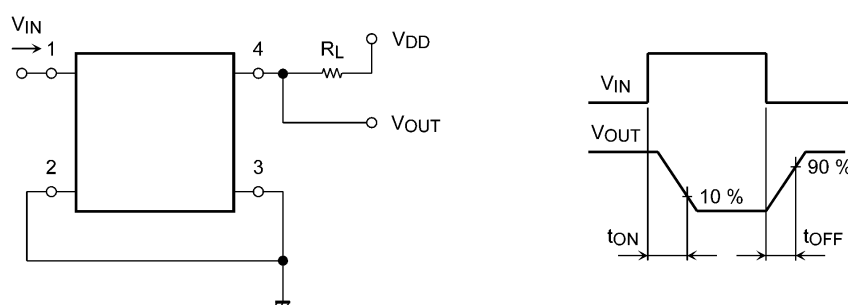 VIN
1
4
RL
VDD
VOUT
2
3
VIN
VOUT
10 %
90 %
tON
tOFF